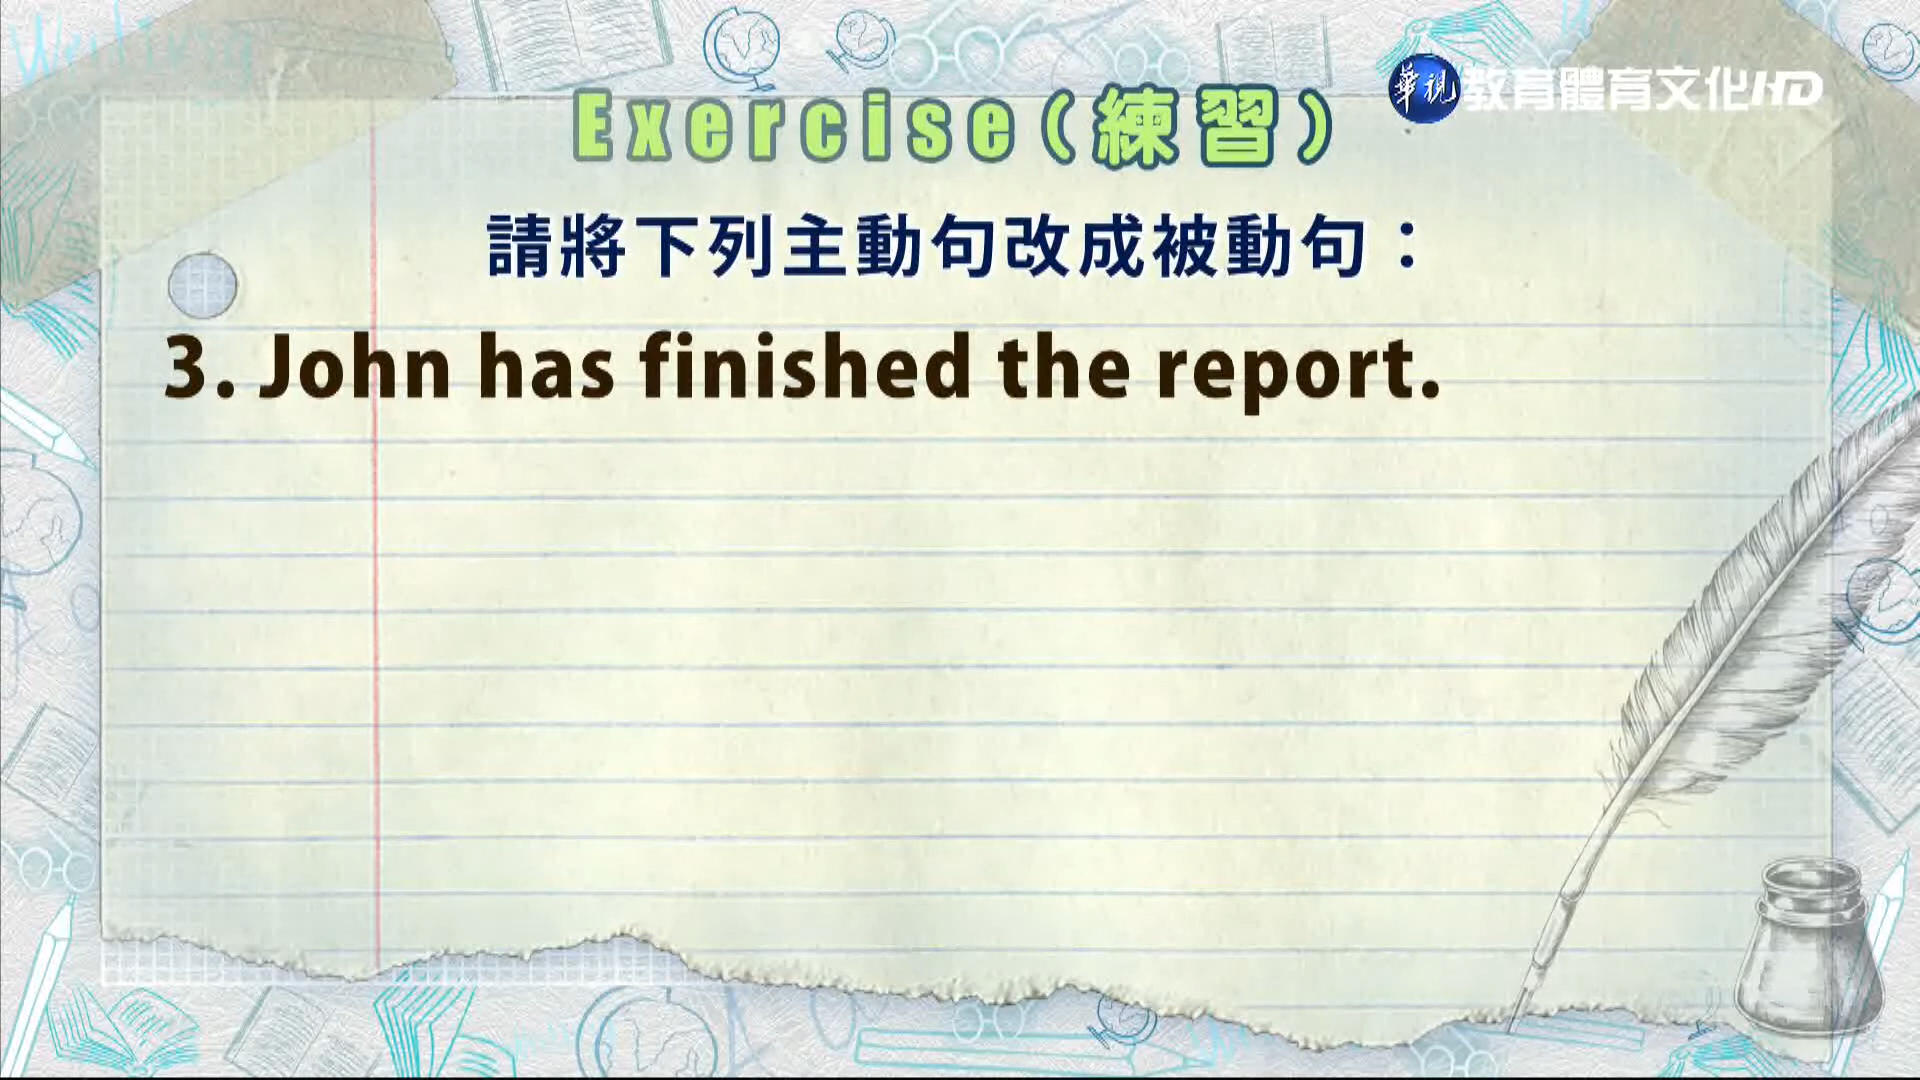 華視 教育體育文化HD
Exercise(練習)
請將下列主動句改成被動句：
3. John has finished the report.